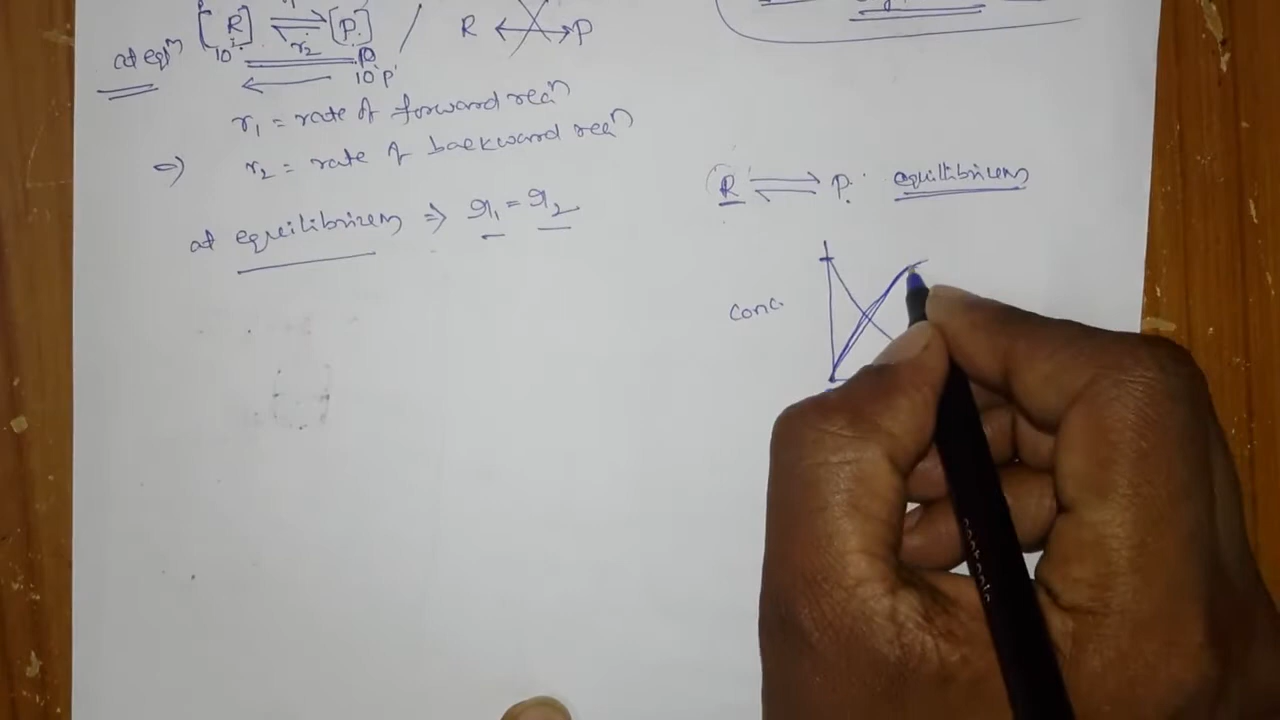 [R] ⇌ [P] / R ↔ P
at eqᵐ 10² r₂ 10 'P'
r₁ = rate of forward reaⁿ
⇒) r₂ = rate of backward reaⁿ
at equilibrium ⇒ r₁ = r₂
R ⇌ P. equilibrium
conc.